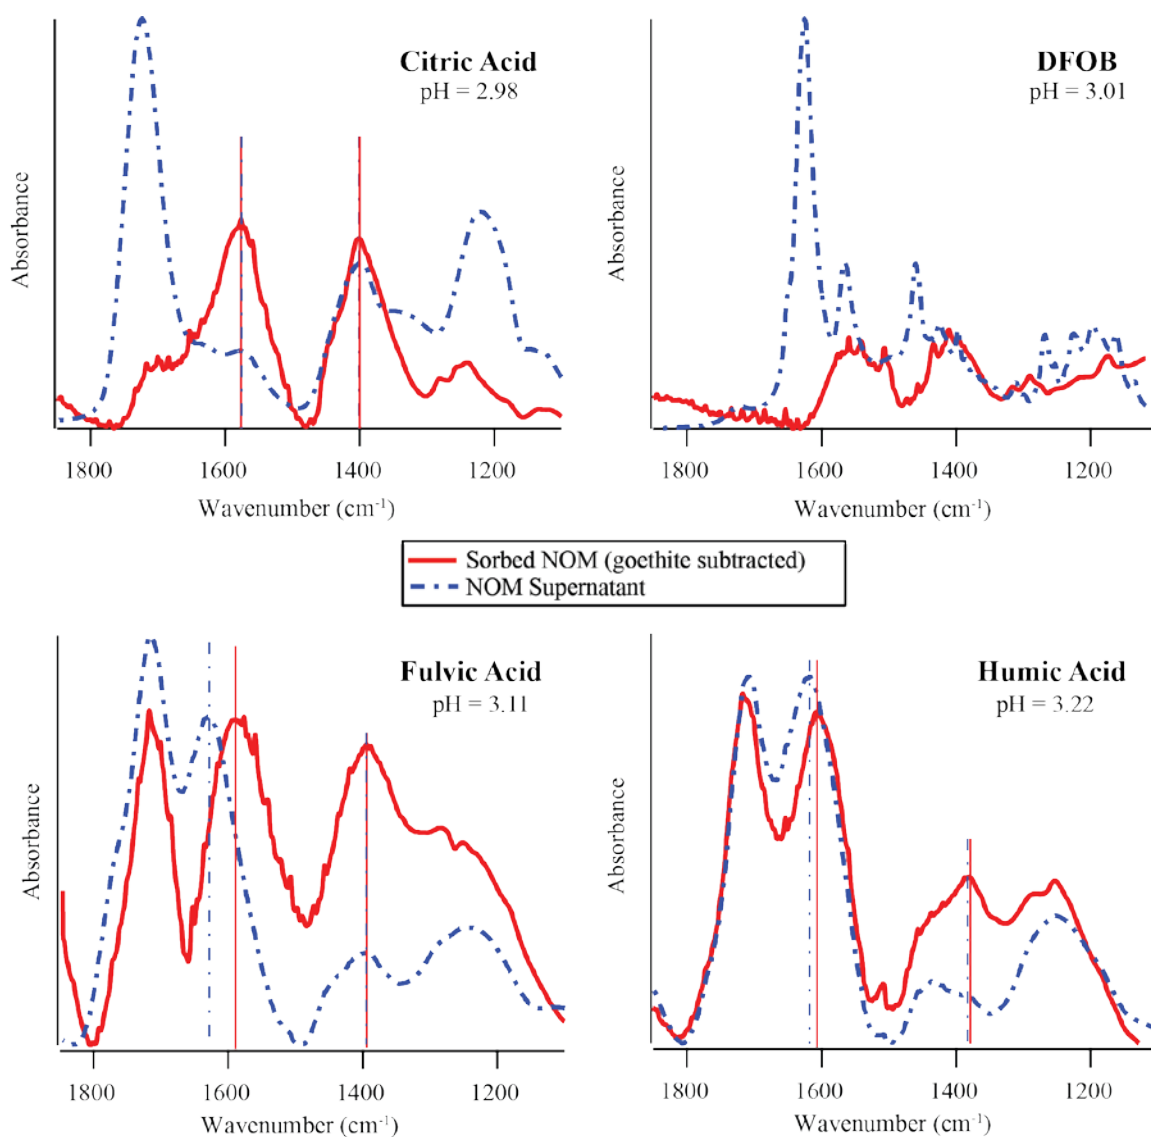 Citric Acid
pH = 2.98
Absorbance
1800 1600 1400 1200
Wavenumber (cm⁻¹)
DFOB
pH = 3.01
Absorbance
1800 1600 1400 1200
Wavenumber (cm⁻¹)
Sorbed NOM (goethite subtracted)
NOM Supernatant
Fulvic Acid
pH = 3.11
Absorbance
1800 1600 1400 1200
Wavenumber (cm⁻¹)
Humic Acid
pH = 3.22
Absorbance
1800 1600 1400 1200
Wavenumber (cm⁻¹)